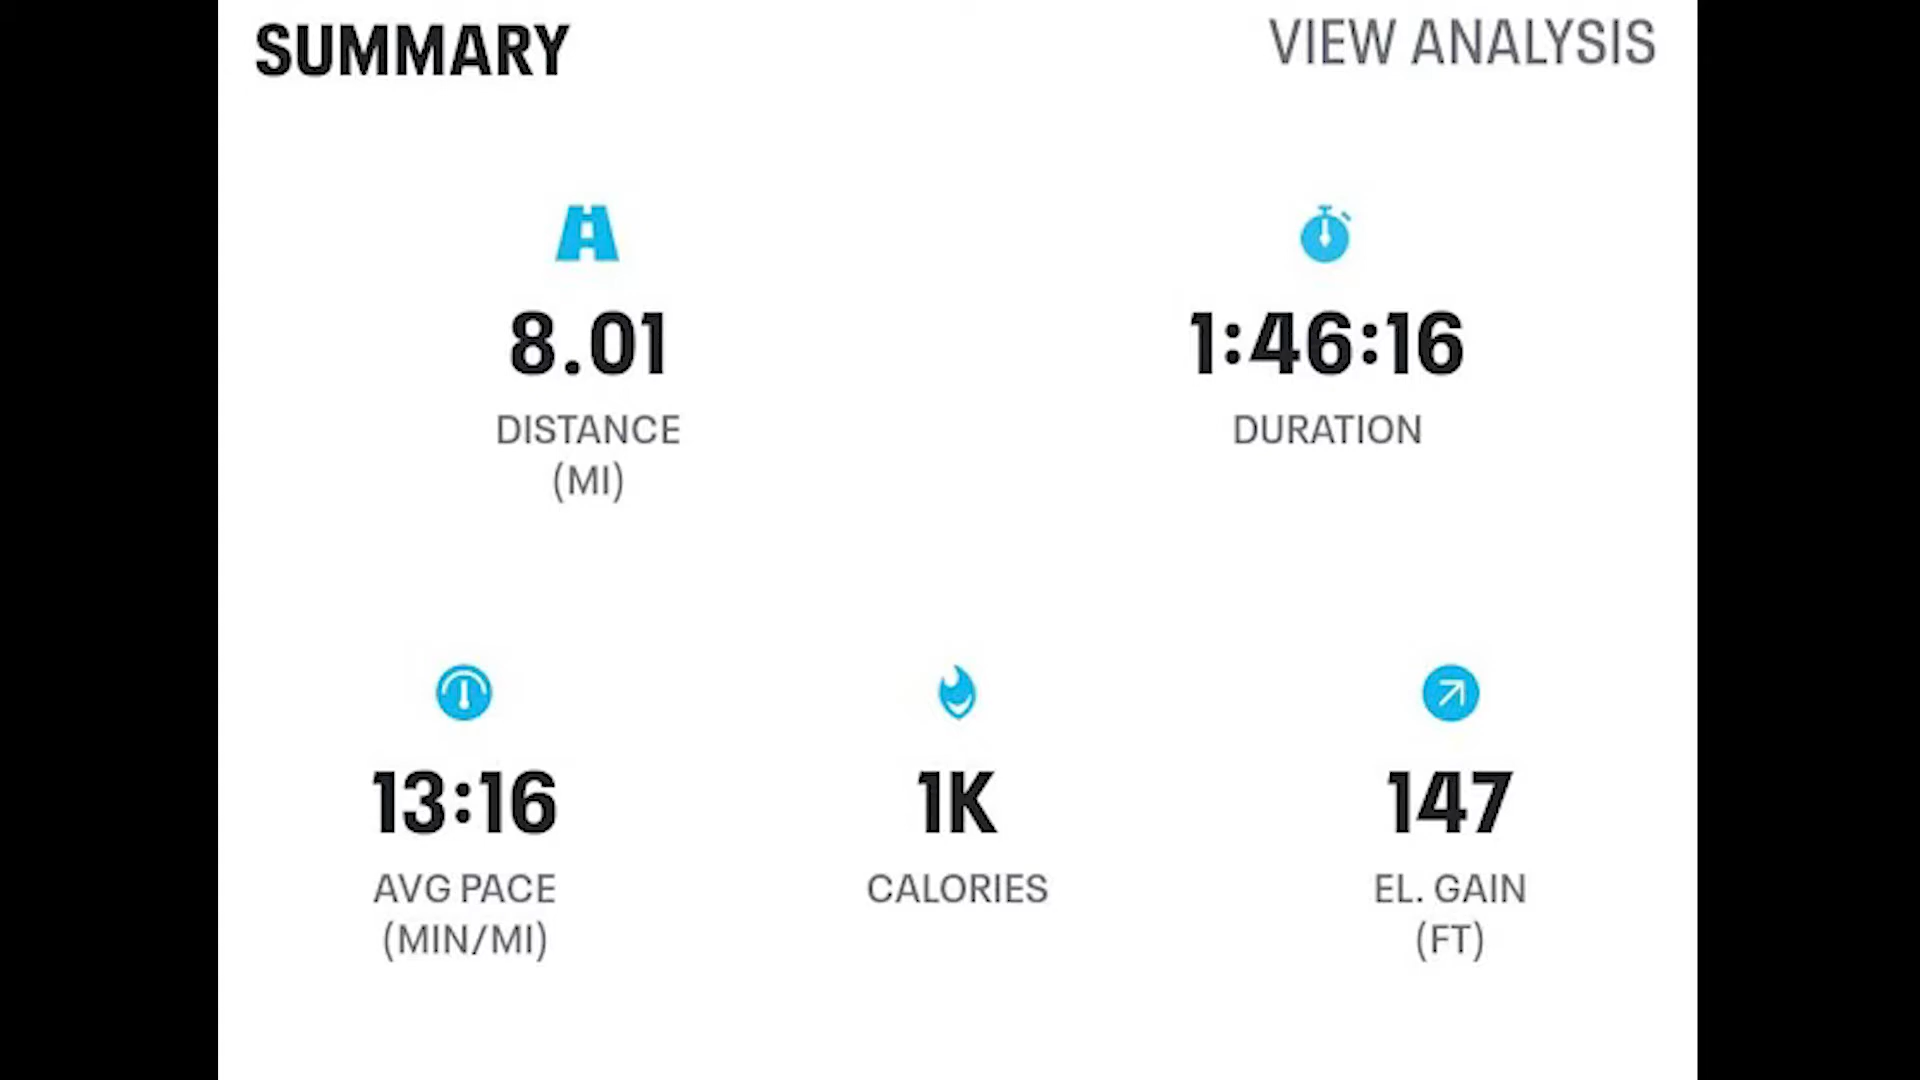 SUMMARY
VIEW ANALYSIS
8.01
DISTANCE
(MI)
1:46:16
DURATION
13:16
AVG PACE
(MIN/MI)
1K
CALORIES
147
EL. GAIN
(FT)